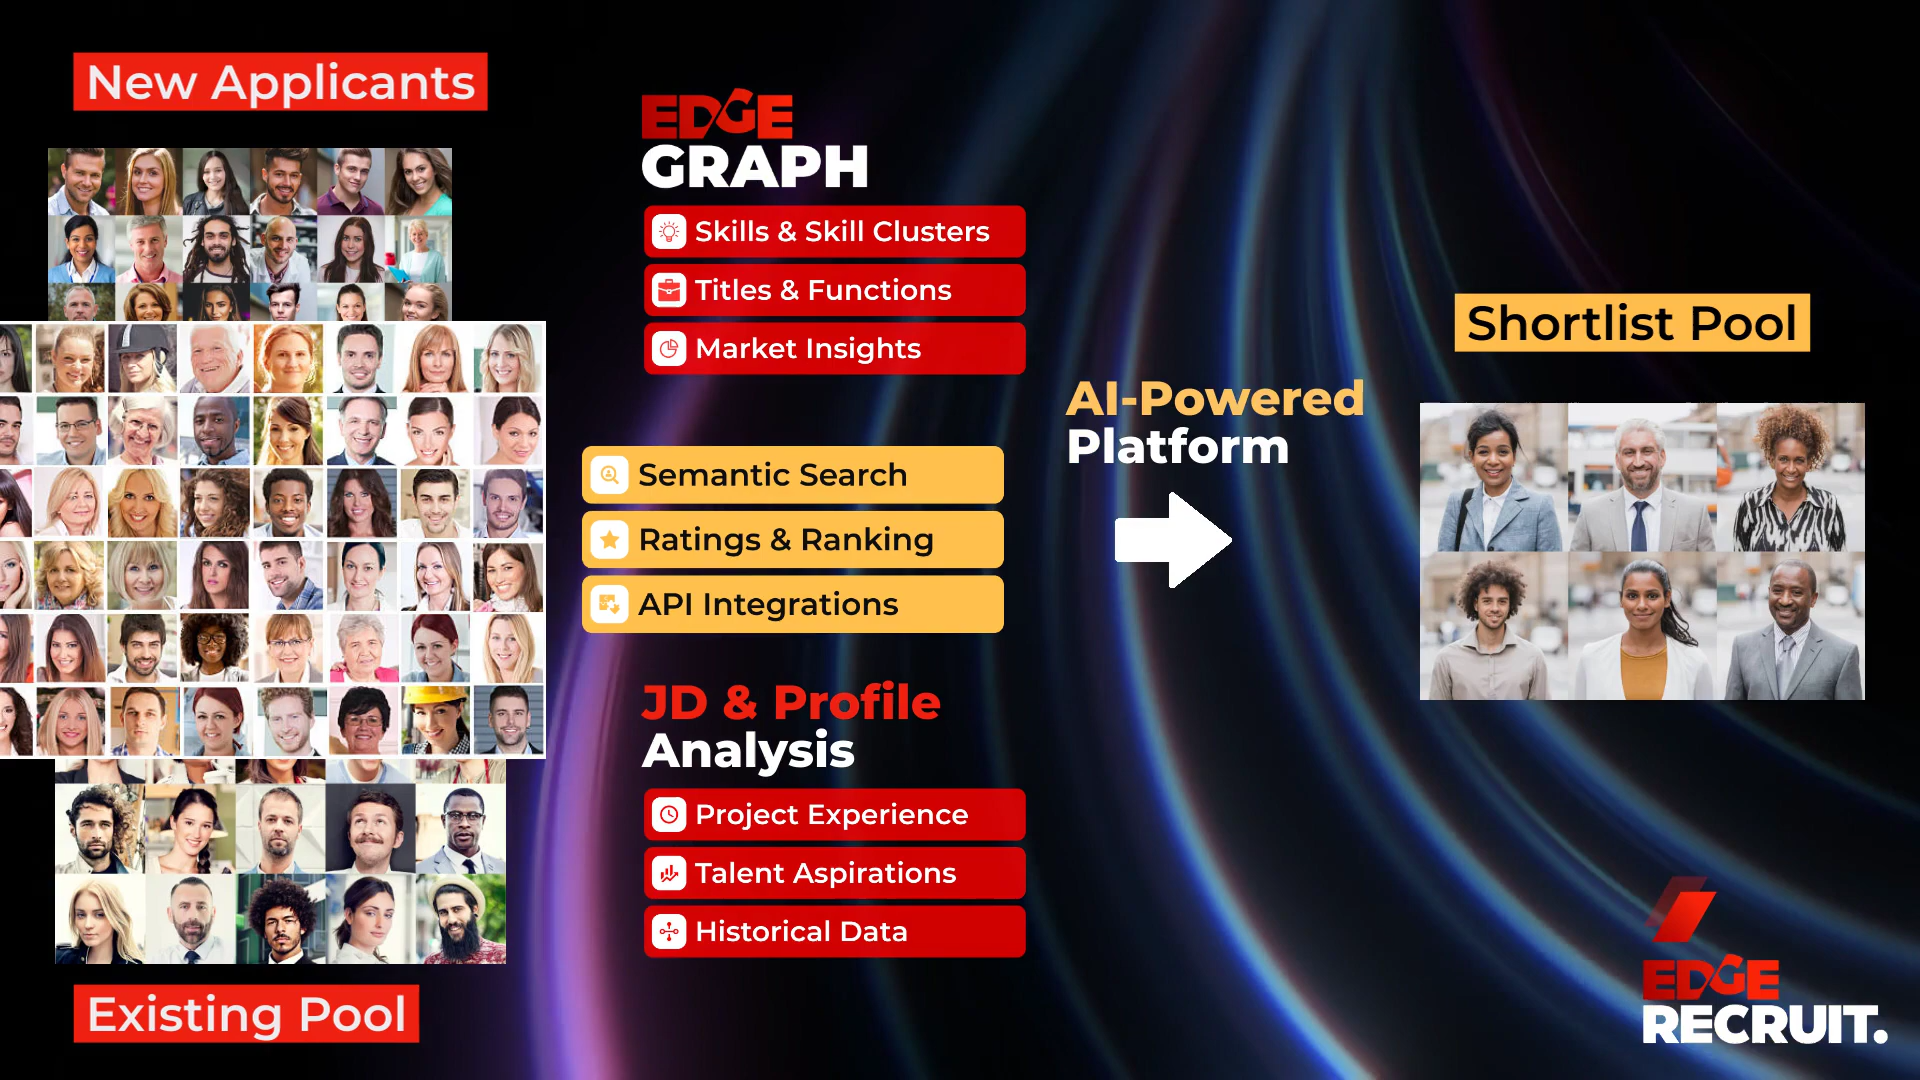 New Applicants
EDGE
GRAPH
Skills & Skill Clusters
Titles & Functions
Market Insights
Semantic Search
Ratings & Ranking
API Integrations
JD & Profile
Analysis
Project Experience
Talent Aspirations
Historical Data
Existing Pool
AI-Powered
Platform
Shortlist Pool
EDGE
RECRUIT.